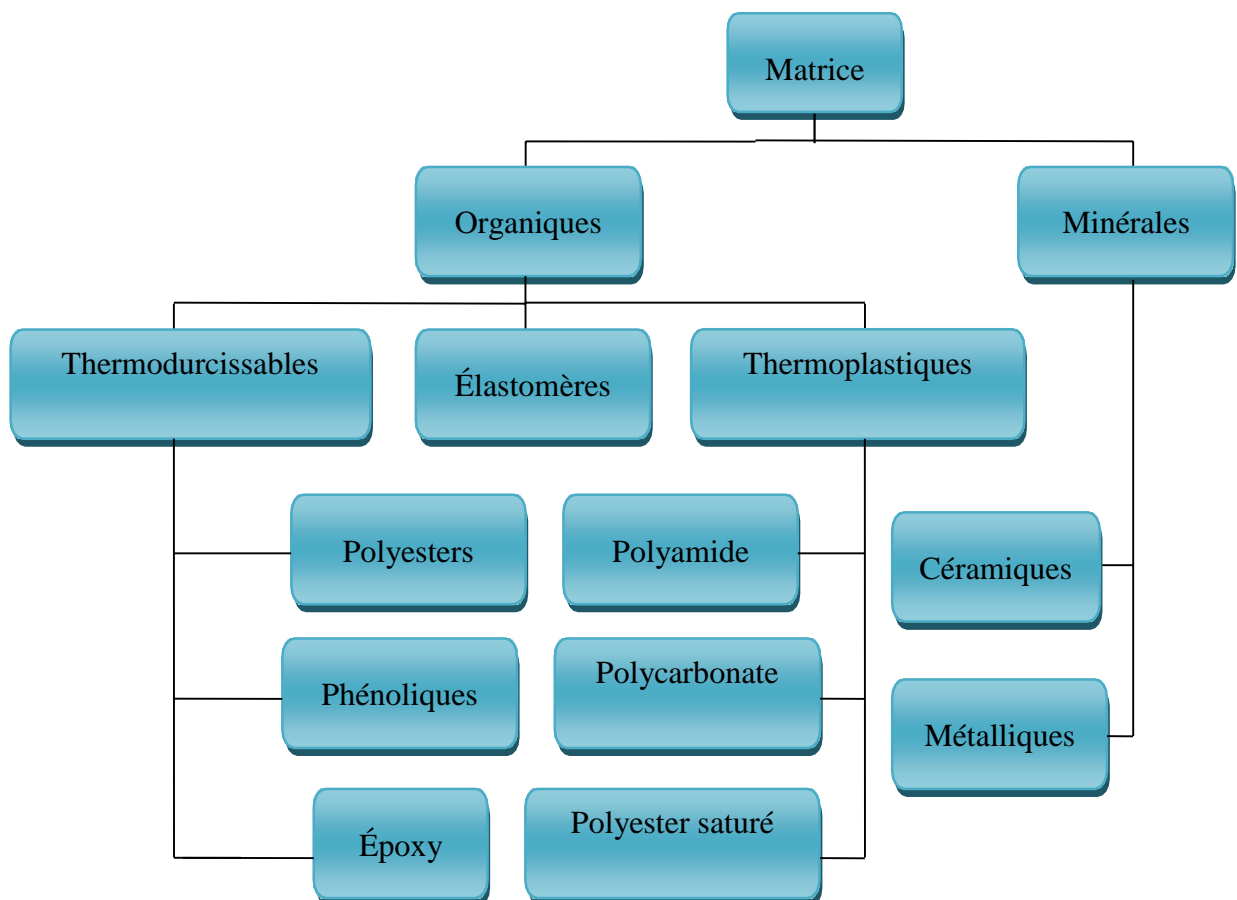 Matrice
Organiques
Minérales
Thermodurcissables
Élastomères
Thermoplastiques
Polyesters
Polyamide
Céramiques
Phénoliques
Polycarbonate
Métalliques
Époxy
Polyester saturé